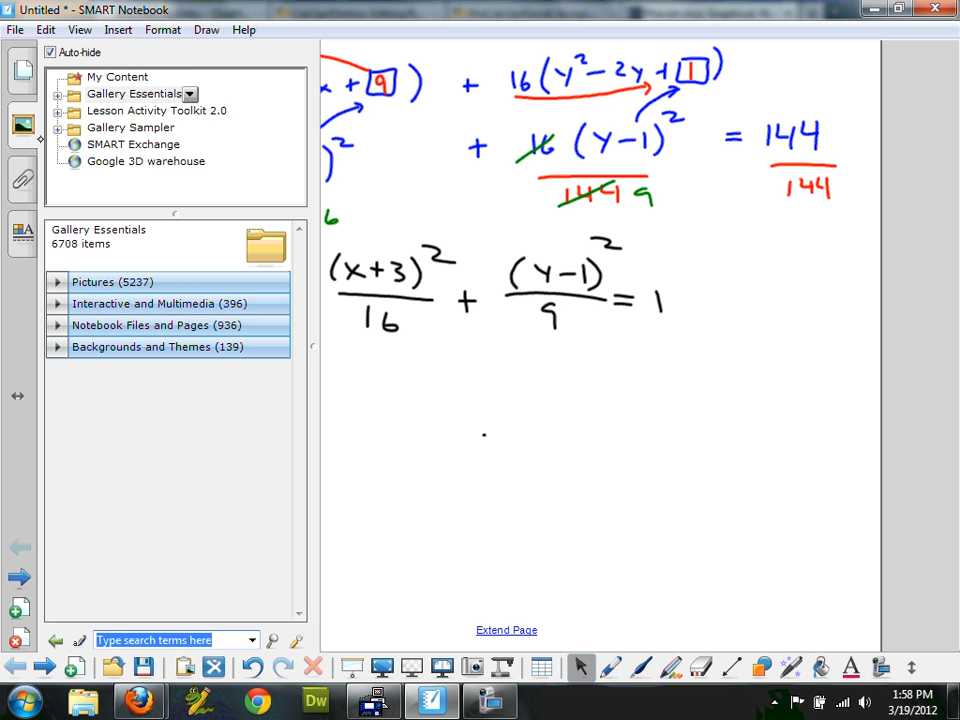 Untitled * - SMART Notebook
File Edit View Insert Format Draw Help
Auto-hide
My Content
Gallery Essentials
Lesson Activity Toolkit 2.0
Gallery Sampler
SMART Exchange
Google 3D warehouse
Gallery Essentials
6708 items
Pictures (5237)
Interactive and Multimedia (396)
Notebook Files and Pages (936)
Backgrounds and Themes (139)
Type search terms here
x + 9 ) + 16(y² − 2y + 1)
)² + 16 (y−1)² = 144
144 9 144
6
(x+3)² + (y−1)² = 1
16 9
Extend Page
Dw
1:58 PM
3/19/2012